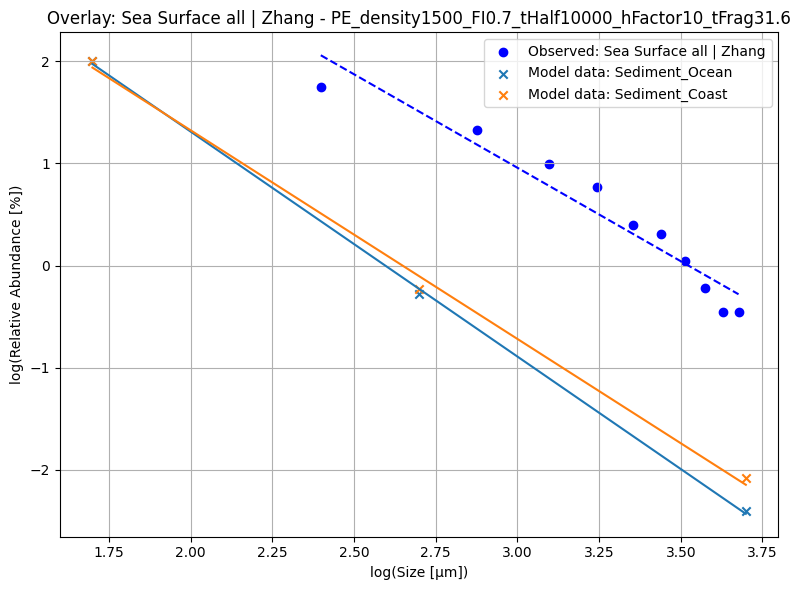 Overlay: Sea Surface all | Zhang - PE_density1500_FI0.7_tHalf10000_hFactor10_tFrag31.6
Observed: Sea Surface all | Zhang
Model data: Sediment_Ocean
Model data: Sediment_Coast
log(Relative Abundance [%])
2
1
0
−1
−2
1.75 2.00 2.25 2.50 2.75 3.00 3.25 3.50 3.75
log(Size [µm])